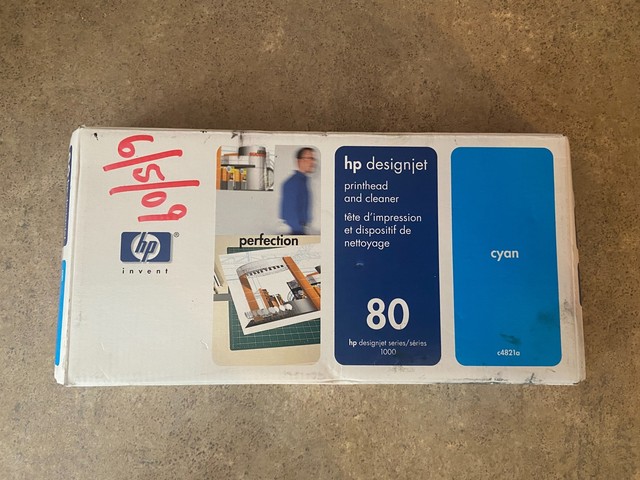 6/5/09
hp®
invent
perfection
hp designjet
printhead
and cleaner
tête d'impression
et dispositif de
nettoyage
80
hp designjet series/séries
1000
cyan
c4821a